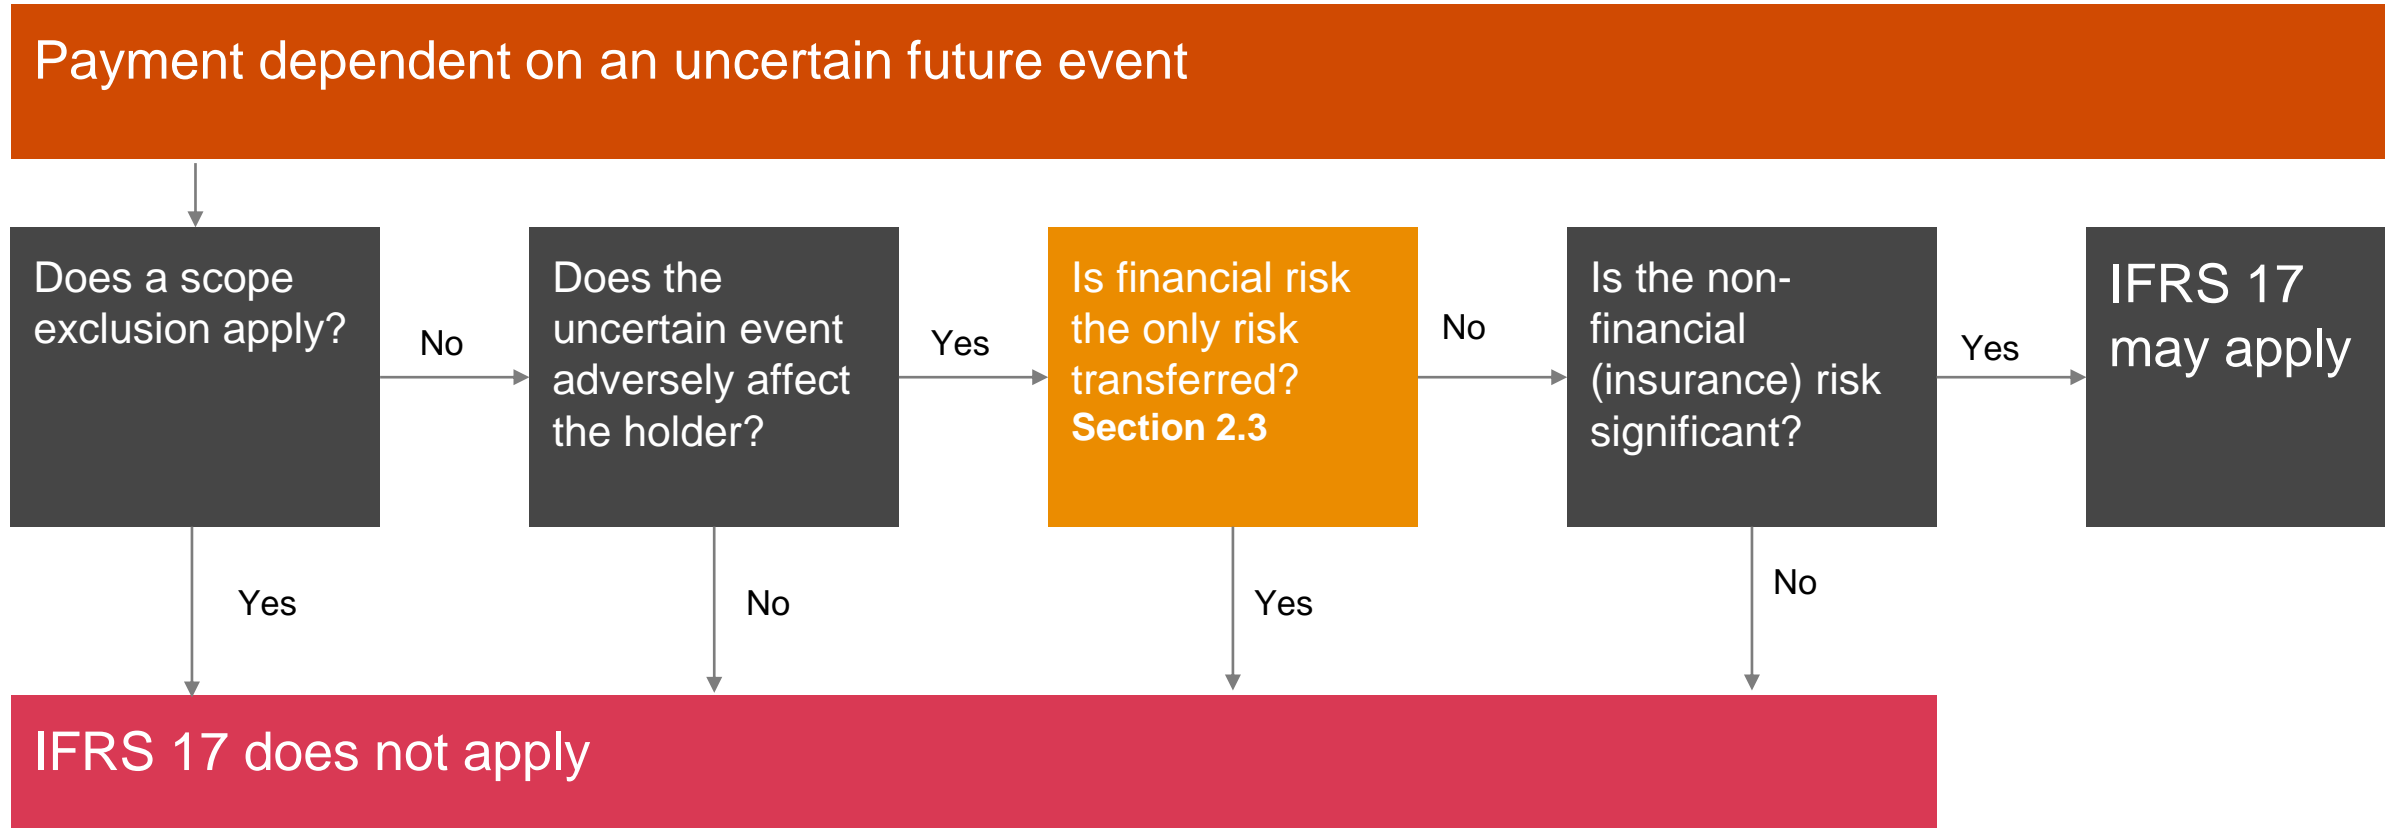 Payment dependent on an uncertain future event
Does a scope
exclusion apply?
No
Does the
uncertain event
adversely affect
the holder?
Yes
Is financial risk
the only risk
transferred?
Section 2.3
No
Is the non-
financial
(insurance) risk
significant?
Yes
IFRS 17
may apply
Yes
No
Yes
No
IFRS 17 does not apply